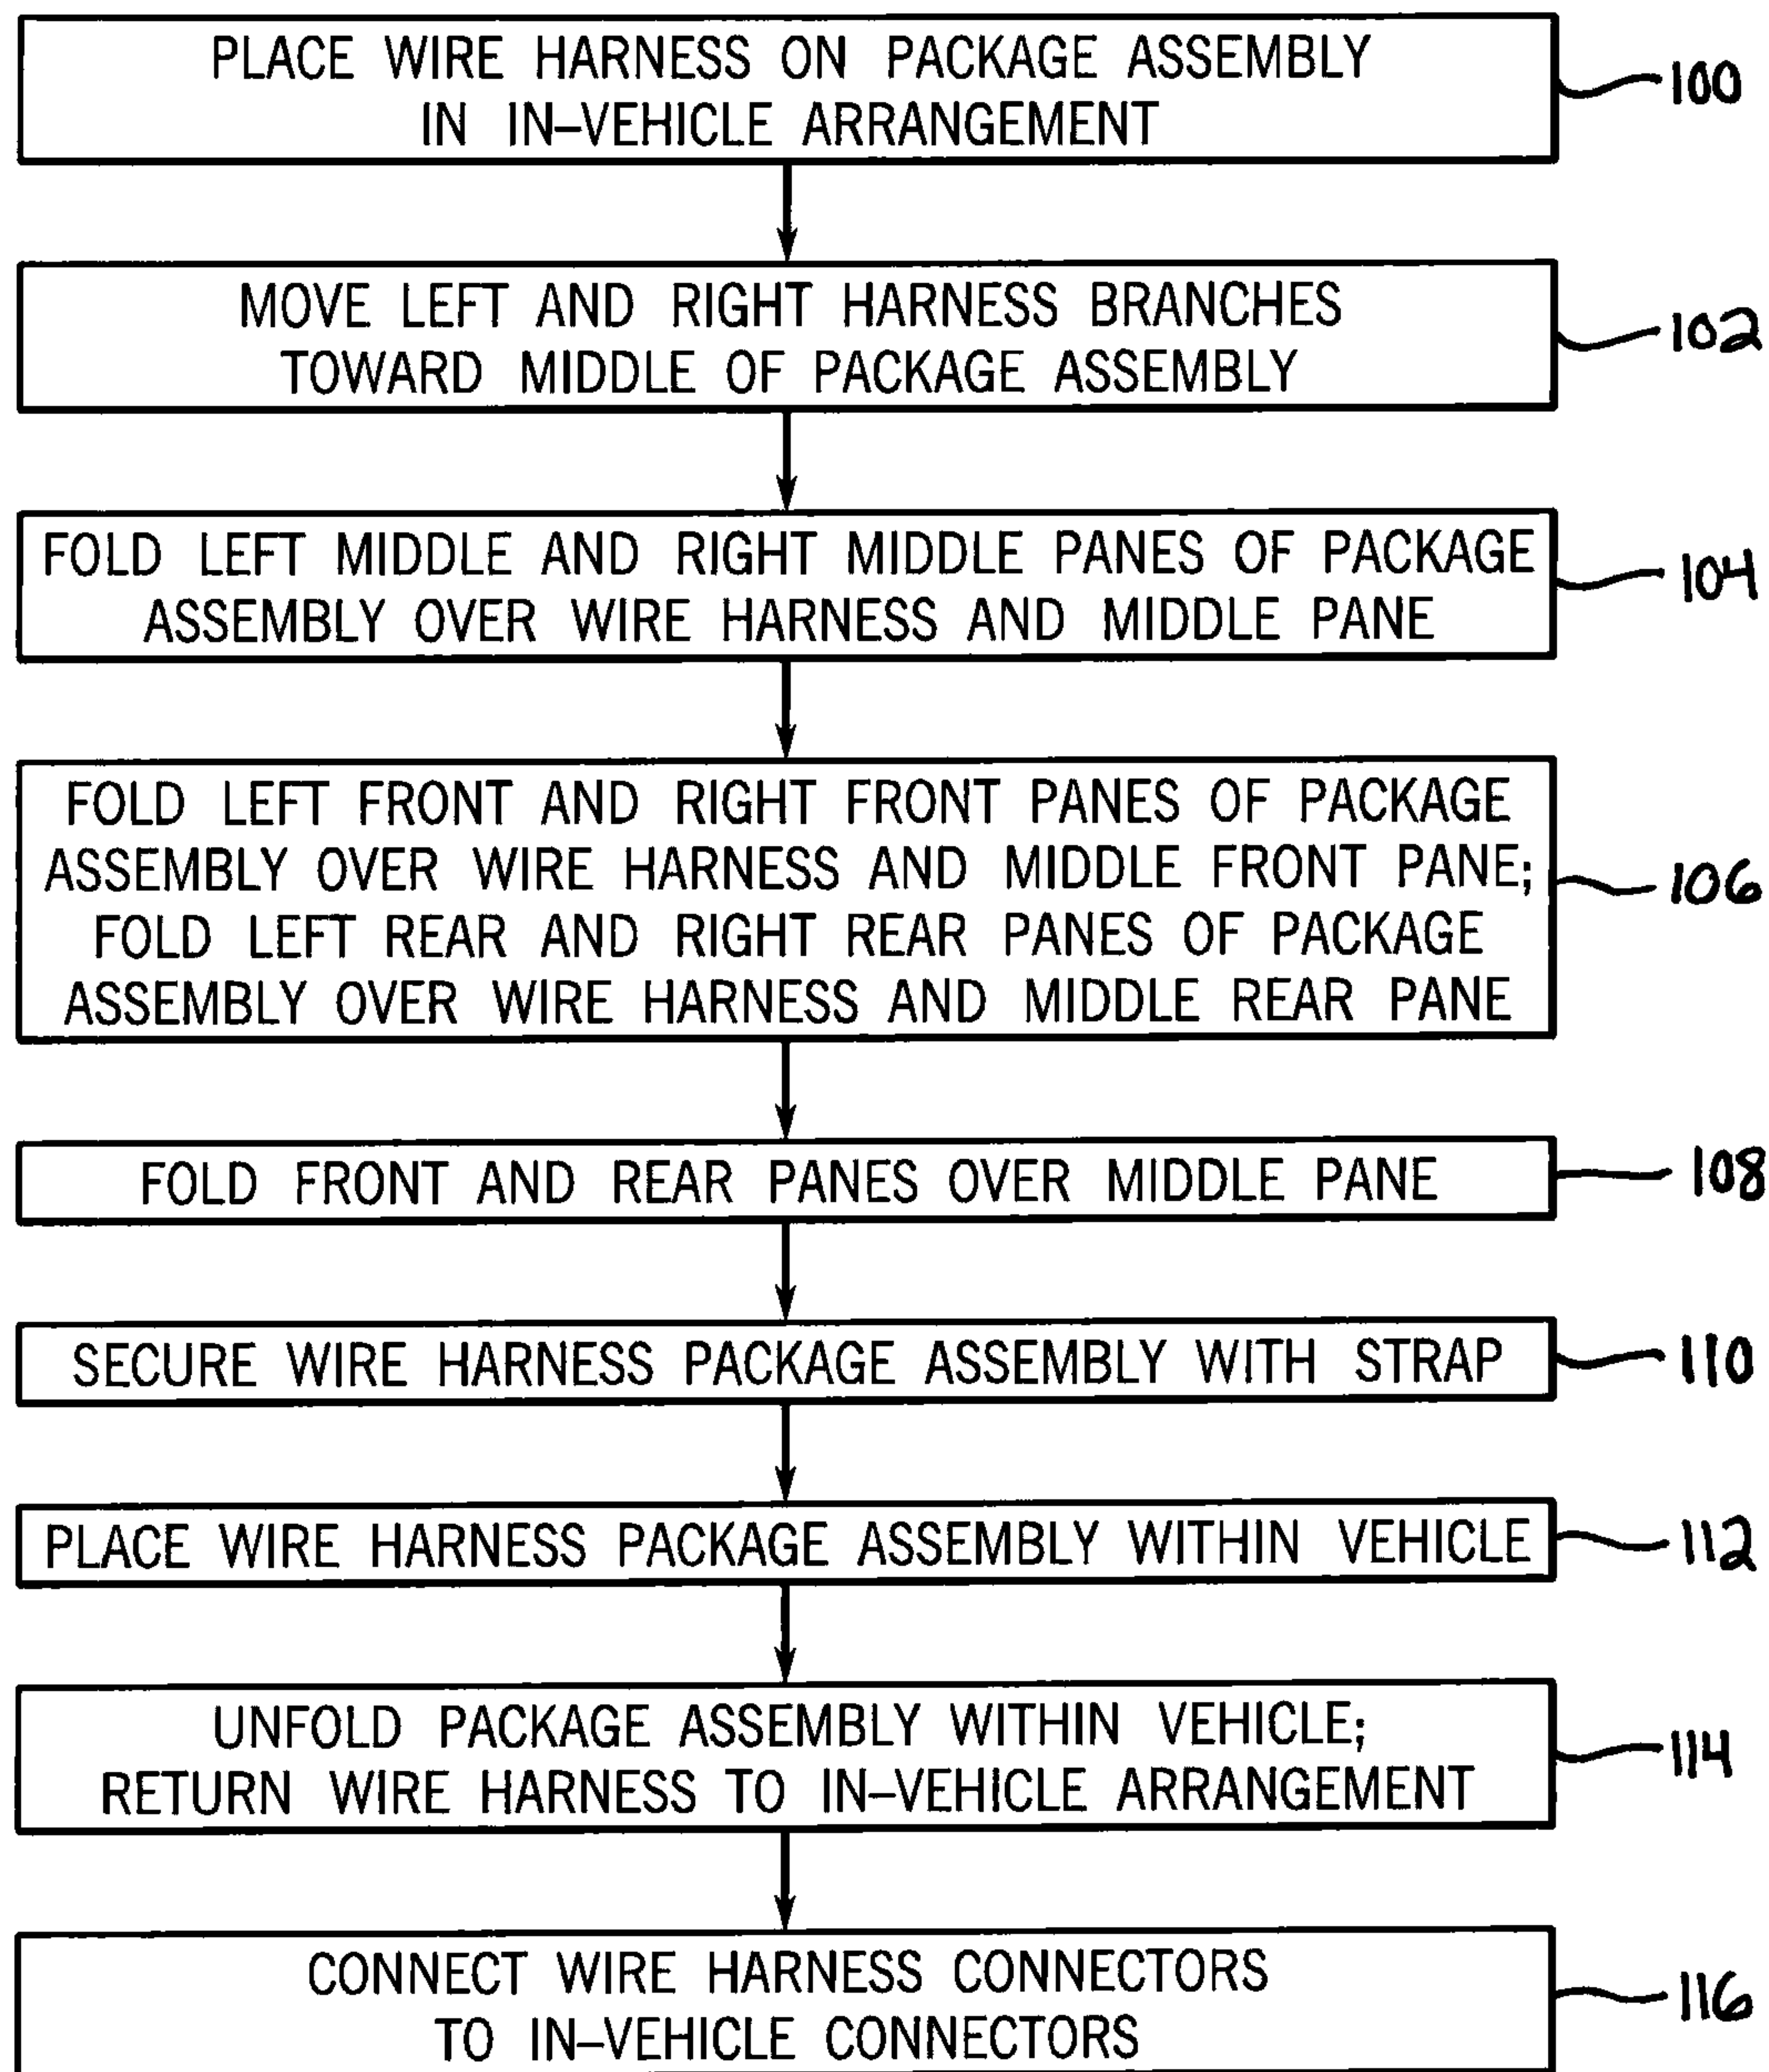 PLACE WIRE HARNESS ON PACKAGE ASSEMBLY
IN IN–VEHICLE ARRANGEMENT
100
MOVE LEFT AND RIGHT HARNESS BRANCHES
TOWARD MIDDLE OF PACKAGE ASSEMBLY
102
FOLD LEFT MIDDLE AND RIGHT MIDDLE PANES OF PACKAGE
ASSEMBLY OVER WIRE HARNESS AND MIDDLE PANE
104
FOLD LEFT FRONT AND RIGHT FRONT PANES OF PACKAGE
ASSEMBLY OVER WIRE HARNESS AND MIDDLE FRONT PANE;
FOLD LEFT REAR AND RIGHT REAR PANES OF PACKAGE
ASSEMBLY OVER WIRE HARNESS AND MIDDLE REAR PANE
106
FOLD FRONT AND REAR PANES OVER MIDDLE PANE
108
SECURE WIRE HARNESS PACKAGE ASSEMBLY WITH STRAP
110
PLACE WIRE HARNESS PACKAGE ASSEMBLY WITHIN VEHICLE
112
UNFOLD PACKAGE ASSEMBLY WITHIN VEHICLE;
RETURN WIRE HARNESS TO IN–VEHICLE ARRANGEMENT
114
CONNECT WIRE HARNESS CONNECTORS
TO IN–VEHICLE CONNECTORS
116